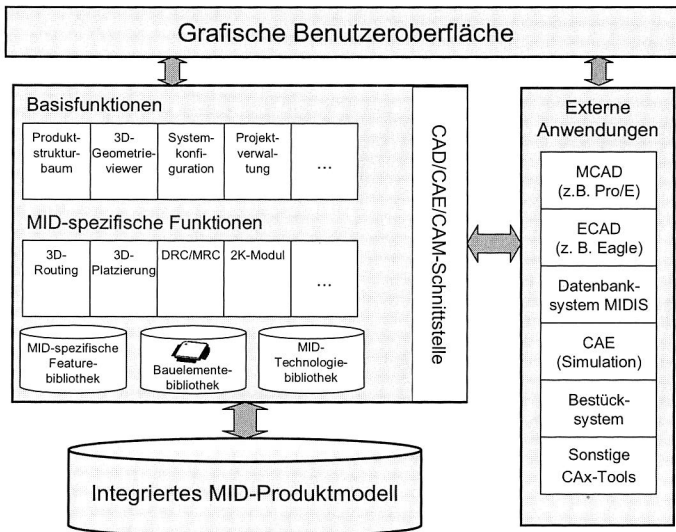 Grafische Benutzeroberfläche
Basisfunktionen
Produkt-
struktur-
baum
3D-
Geometrie-
viewer
System-
konfi-
guration
Projekt-
verwal-
tung
...
MID-spezifische Funktionen
3D-
Routing
3D-
Platzierung
DRC/MRC
2K-Modul
...
MID-spezifische
Feature-
bibliothek
Bauelemente-
bibliothek
MID-
Technologie-
bibliothek
CAD/CAE/CAM-Schnittstelle
Externe
Anwendungen
MCAD
(z.B. Pro/E)
ECAD
(z. B. Eagle)
Datenbank-
system MIDIS
CAE
(Simulation)
Bestück-
system
Sonstige
CAx-Tools
Integriertes MID-Produktmodell